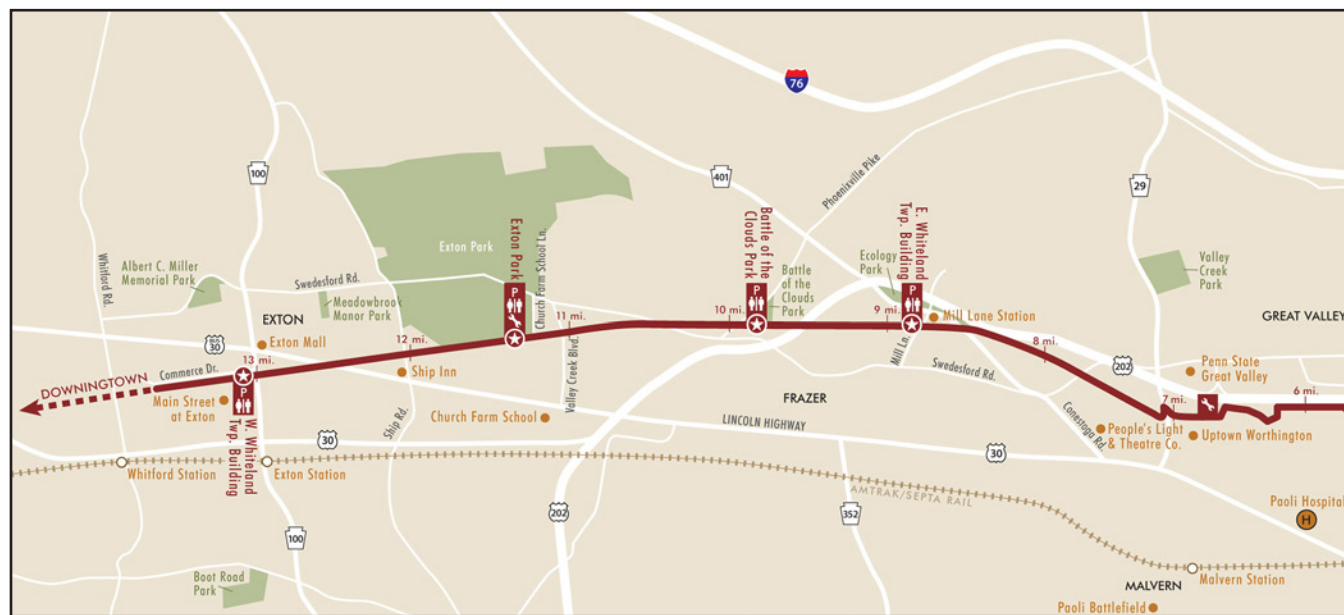 76
100
401
Phoenixville Pike
29
Exton Park
Exton Park
P
Church Farm School Ln.
Battle of the
Clouds Park
P
E. Whiteland
Twp. Building
P
Whitford Rd.
Albert C. Miller
Memorial Park
Swedesford Rd.
Meadowbrook
Manor Park
Battle
of the
Clouds
Park
Ecology
Park
Valley
Creek
Park
EXTON
BUS
30
Exton Mall
11 mi.
10 mi.
9 mi.
Mill Lone Station
GREAT VALLEY
12 mi.
Mill Ln.
8 mi.
202
Commerce Dr.
13 mi.
Ship Inn
Swedesford Rd.
Penn State
Great Valley
DOWNINGTOWN
Main Street
at Exton
P
W. Whiteland
Twp. Building
Ship Rd.
Church Farm School
Valley Creek Blvd.
FRAZER
LINCOLN HIGHWAY
Conestoga Rd.
7 mi.
6 mi.
People's Light
& Theatre Co.
Uptown Worthington
30
30
Whitford Station
Exton Station
AMTRAK/SEPTA RAIL
Paoli Hospital
H
202
352
100
Boot Road
Park
MALVERN
Malvern Station
Paoli Battlefield